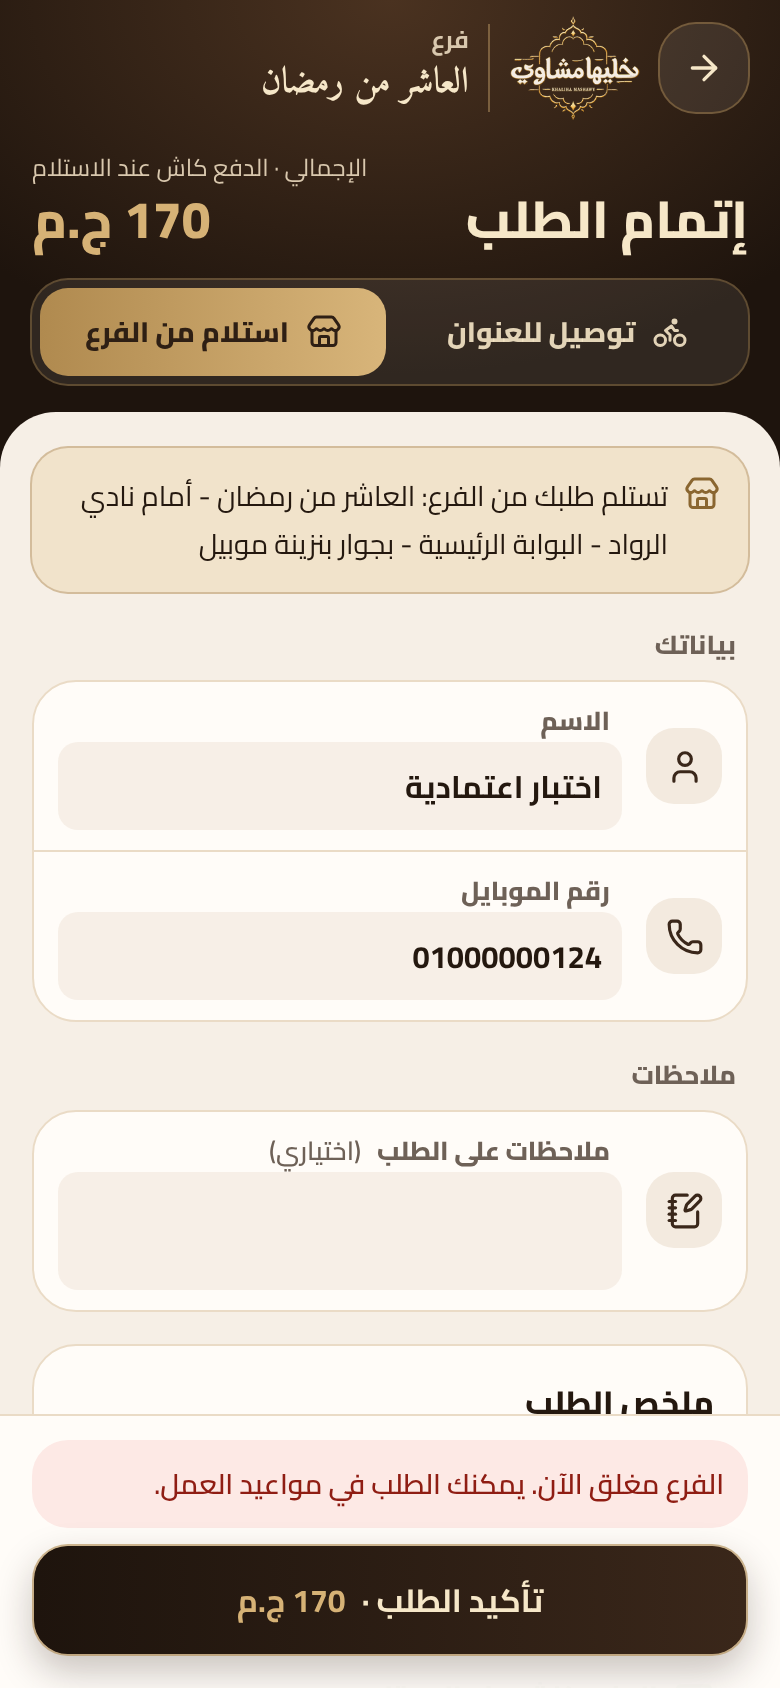 خليها مشاوي
KHALIHA MASHAWY
فرع
العاشر من رمضان
إتمام الطلب
الإجمالي · الدفع كاش عند الاستلام
170 ج.م
توصيل للعنوان
استلام من الفرع
تستلم طلبك من الفرع: العاشر من رمضان - أمام نادي
الرواد - البوابة الرئيسية - بجوار بنزينة موبيل
بياناتك
الاسم
اختبار اعتمادية
رقم الموبايل
01000000124
ملاحظات
ملاحظات على الطلب (اختياري)
ملخص الطلب
الفرع مغلق الآن. يمكنك الطلب في مواعيد العمل.
تأكيد الطلب · 170 ج.م